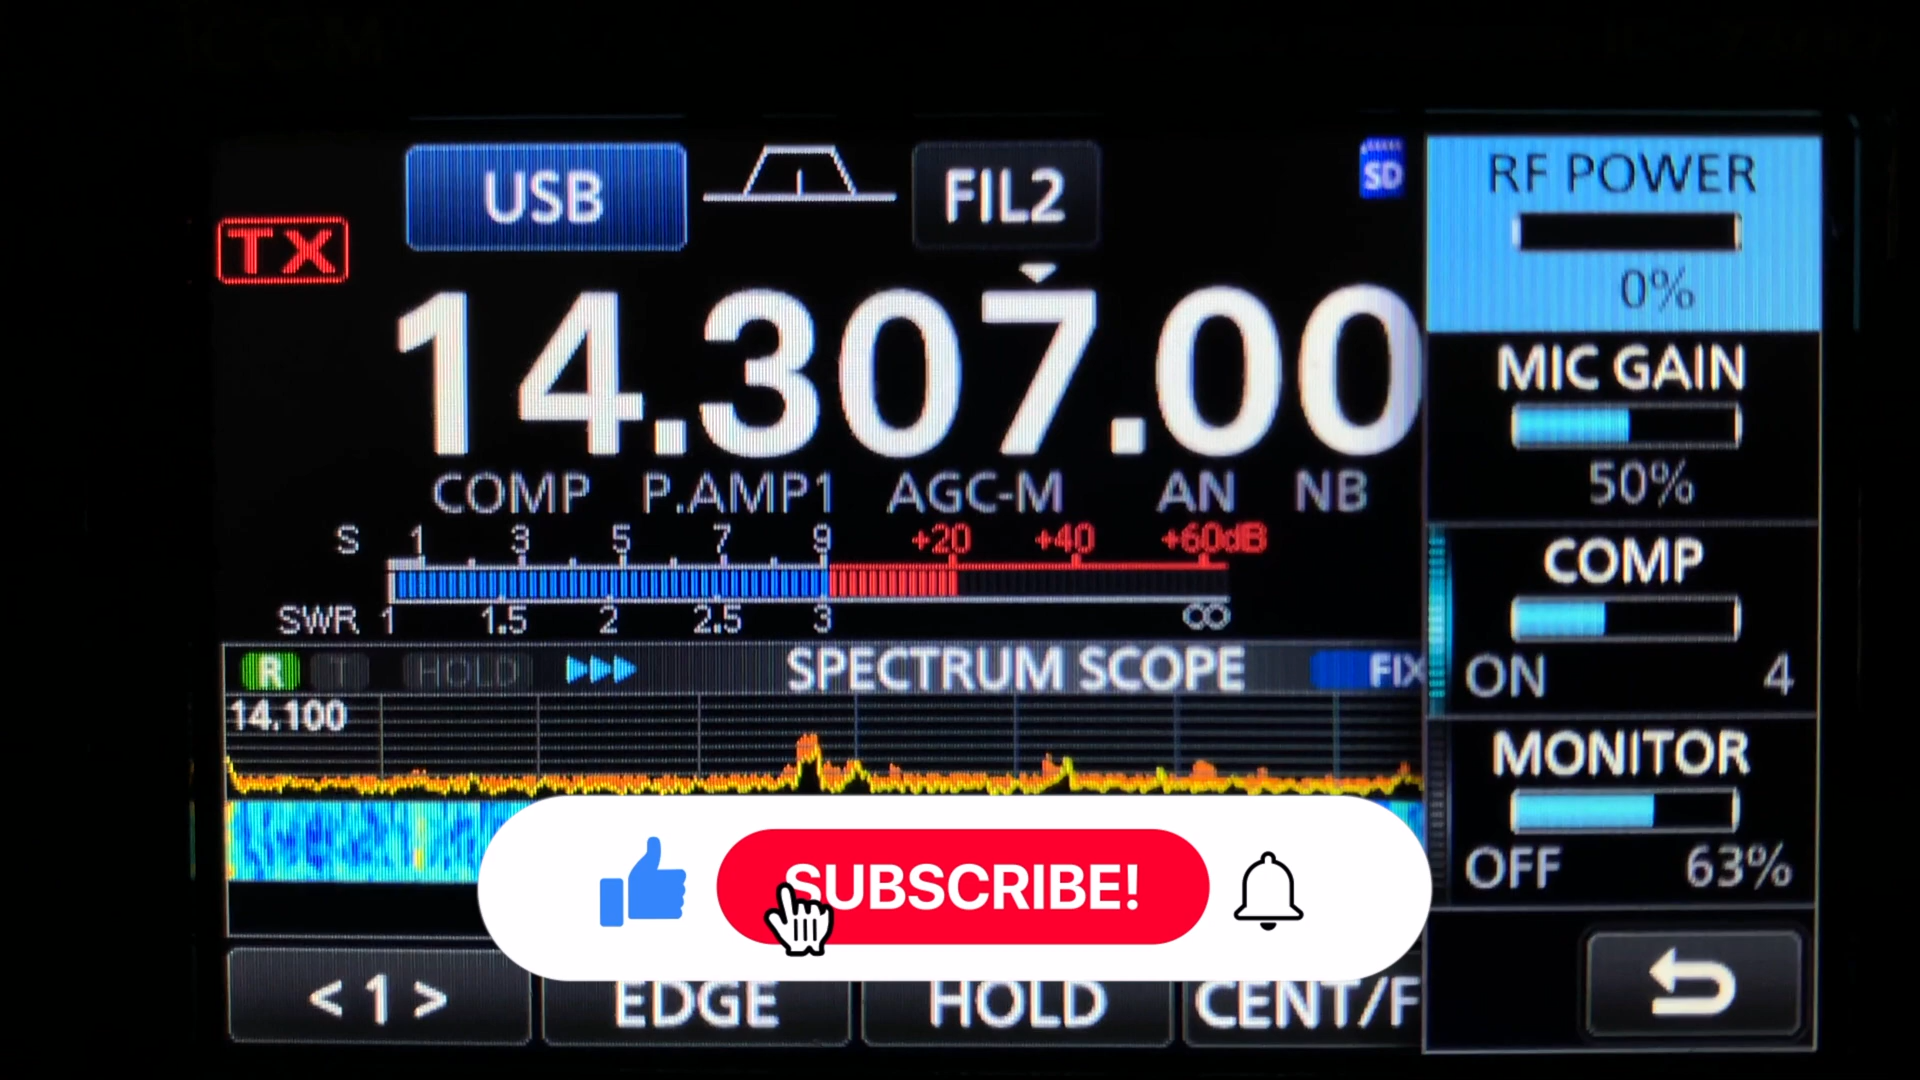 USB FIL2 SD
TX
14.307.00
COMP P.AMP1 AGC-M AN NB
S 1 3 5 7 9 +20 +40 +60dB
SWR 1 1.5 2 2.5 3 ∞
R T HOLD SPECTRUM SCOPE FIX
14.100
SUBSCRIBE!
<1> EDGE HOLD CENT/F
RF POWER
0%
MIC GAIN
50%
COMP
ON 4
MONITOR
OFF 63%